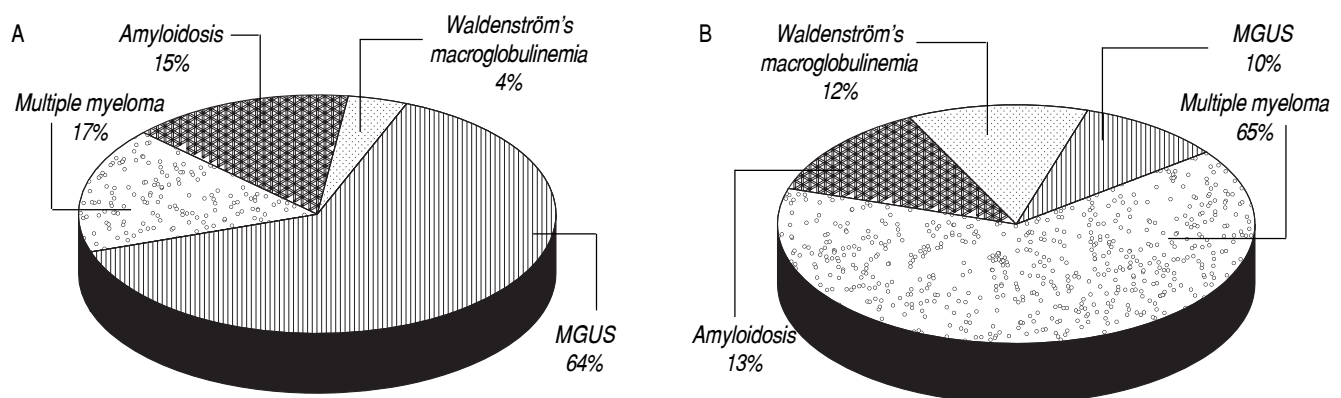 A
Amyloidosis
15%
Waldenström's
macroglobulinemia
4%
Multiple myeloma
17%
MGUS
64%
B
Waldenström's
macroglobulinemia
12%
MGUS
10%
Multiple myeloma
65%
Amyloidosis
13%